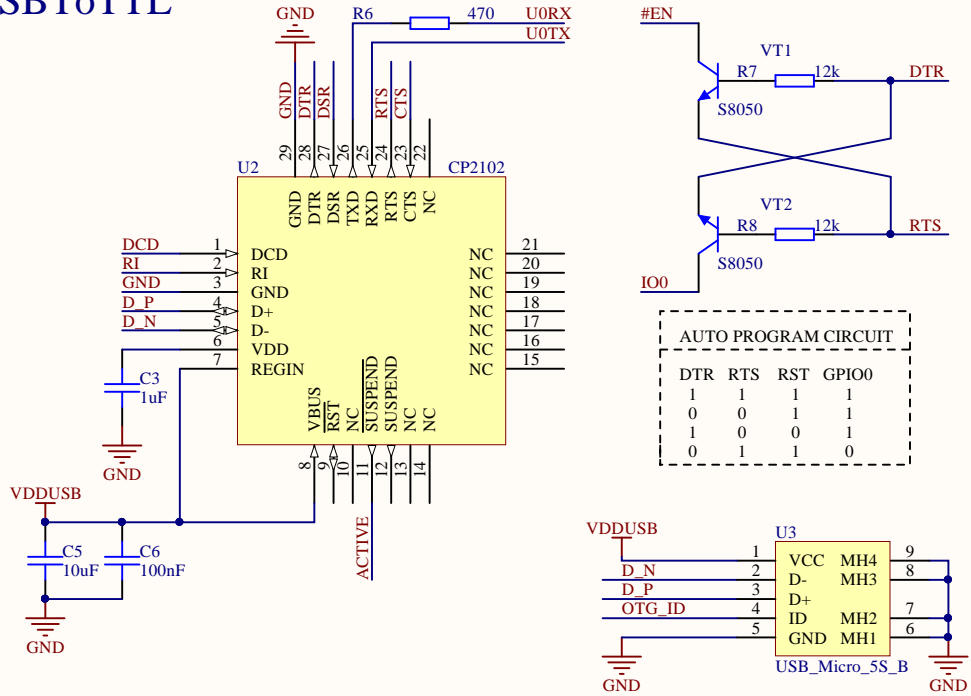 SBToTTL
GND
R6
470
U0RX
U0TX
#EN
VT1
R7
12k
DTR
S8050
VT2
R8
12k
RTS
S8050
IO0
GND
DTR
DSR
RTS
CTS
29
28
27
26
25
24
23
22
U2
CP2102
GND
DTR
DSR
TXD
RXD
RTS
CTS
NC
DCD 1 DCD
RI 2 RI
GND 3 GND
D_P 4 D+
D_N 5 D-
6 VDD
7 REGIN
NC 21
NC 20
NC 19
NC 18
NC 17
NC 16
NC 15
C3
1uF
GND
VBUS
RST
NC
SUSPEND
SUSPEND
NC
NC
8
9
10
11
12
13
14
ACTIVE
VDDUSB
C5
10uF
C6
100nF
GND
AUTO PROGRAM CIRCUIT
DTR RTS RST GPIO0
1 1 1 1
0 0 1 1
1 0 0 1
0 1 1 0
VDDUSB
U3
1 VCC MH4 9
D_N 2 D- MH3 8
D_P 3 D+
OTG_ID 4 ID MH2 7
5 GND MH1 6
USB_Micro_5S_B
GND
GND